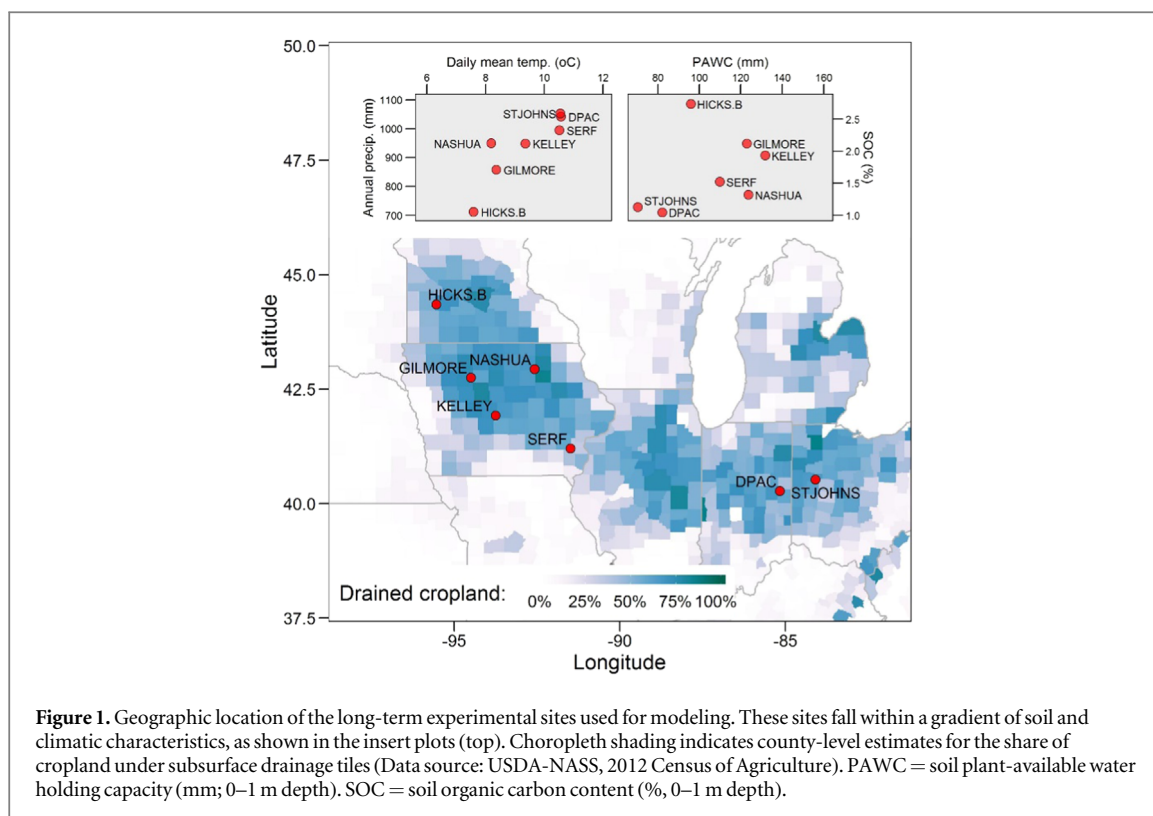 50.0
47.5
45.0
42.5
40.0
37.5
Latitude
Daily mean temp. (oC)
6 8 10 12
Annual precip. (mm)
1100
1000
900
800
700
STJOHNS
DPAC
SERF
NASHUA
KELLEY
GILMORE
HICKS.B
PAWC (mm)
80 100 120 140 160
SOC (%)
2.5
2.0
1.5
1.0
HICKS.B
GILMORE
KELLEY
SERF
NASHUA
STJOHNS
DPAC
HICKS.B
NASHUA
GILMORE
KELLEY
SERF
DPAC
STJOHNS
Drained cropland:
0% 25% 50% 75% 100%
-95 -90 -85
Longitude
Figure 1. Geographic location of the long-term experimental sites used for modeling. These sites fall within a gradient of soil and
climatic characteristics, as shown in the insert plots (top). Choropleth shading indicates county-level estimates for the share of
cropland under subsurface drainage tiles (Data source: USDA-NASS, 2012 Census of Agriculture). PAWC = soil plant-available water
holding capacity (mm; 0–1 m depth). SOC = soil organic carbon content (%, 0–1 m depth).